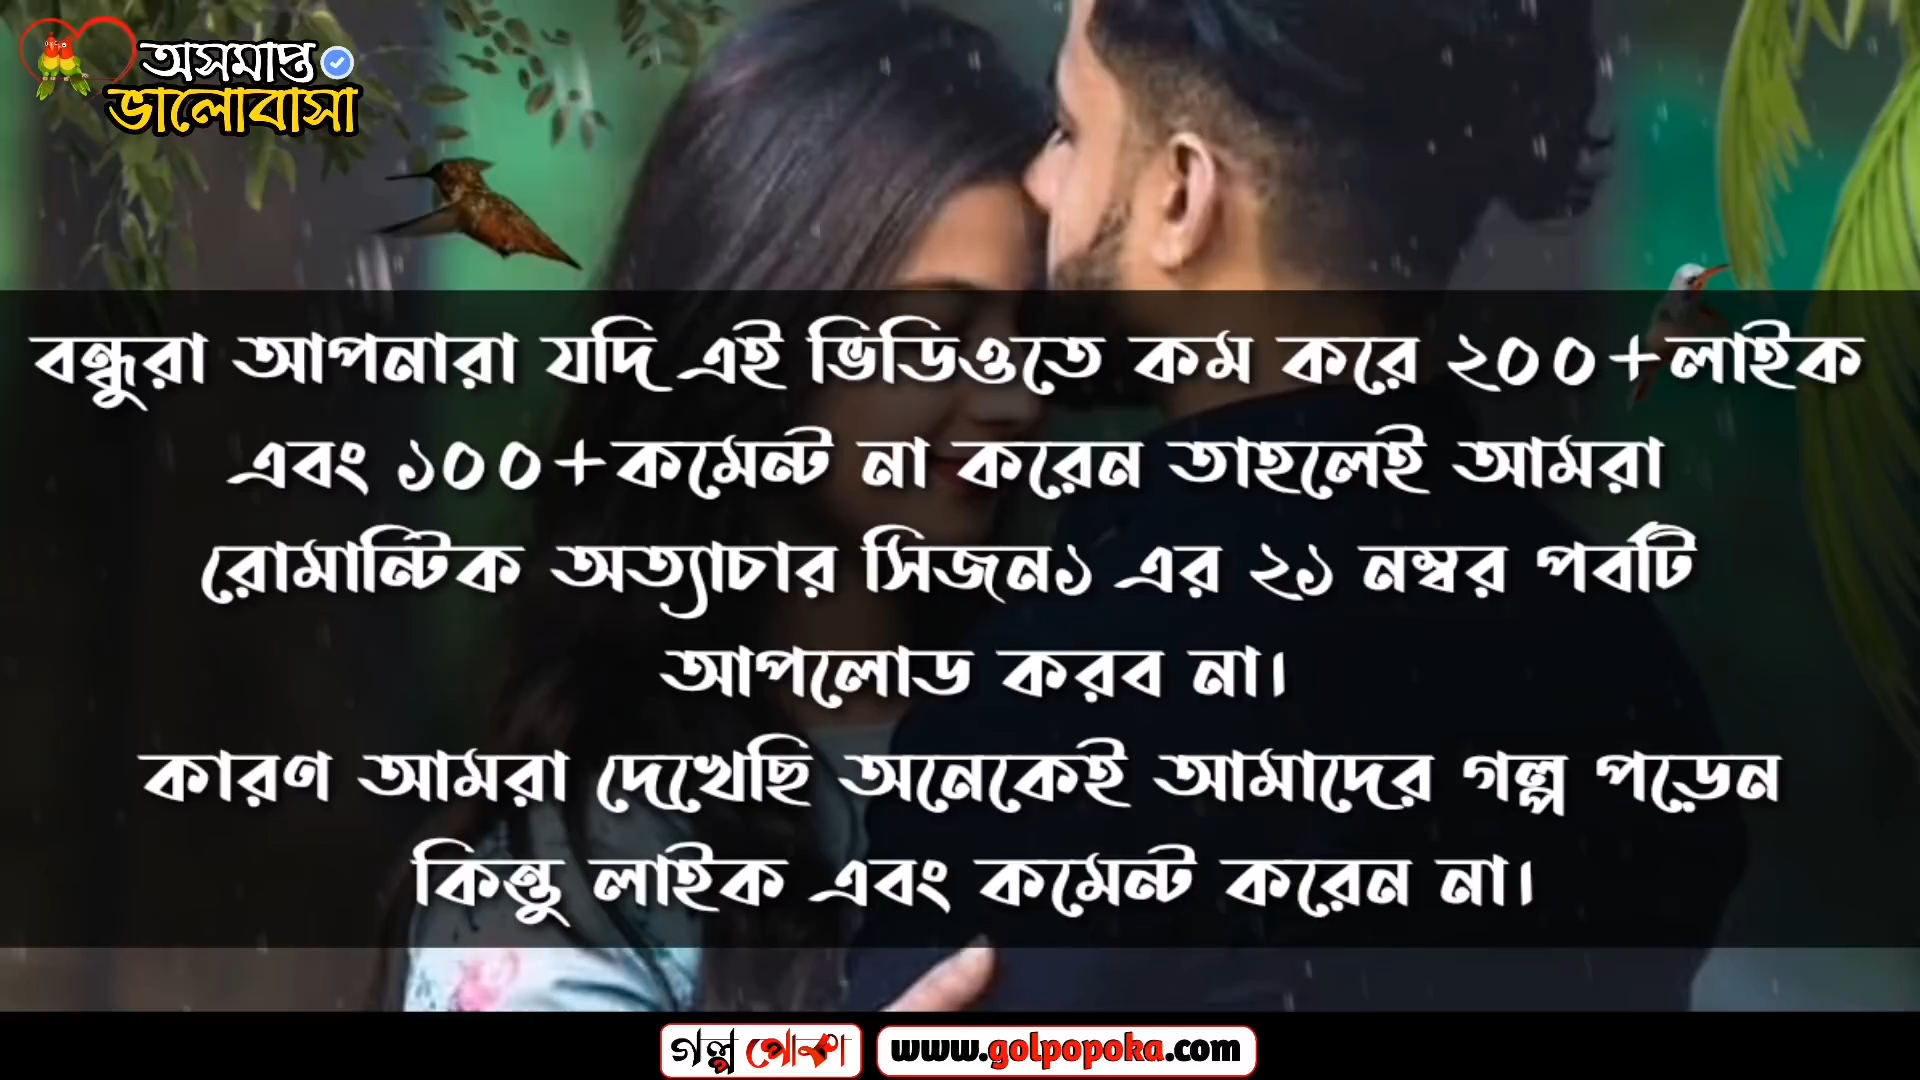 অসমাপ্ত
ভালোবাসা
বন্ধুরা আপনারা যদি এই ভিডিওতে কম করে ২০০+লাইক
এবং ১০০+কমেন্ট না করেন তাহলেই আমরা
রোমান্টিক অত্যাচার সিজন১ এর ২১ নম্বর পর্বটি
আপলোড করব না।
কারণ আমরা দেখেছি অনেকেই আমাদের গল্প পড়েন
কিন্তু লাইক এবং কমেন্ট করেন না।
গল্প পোকা www.golpopoka.com